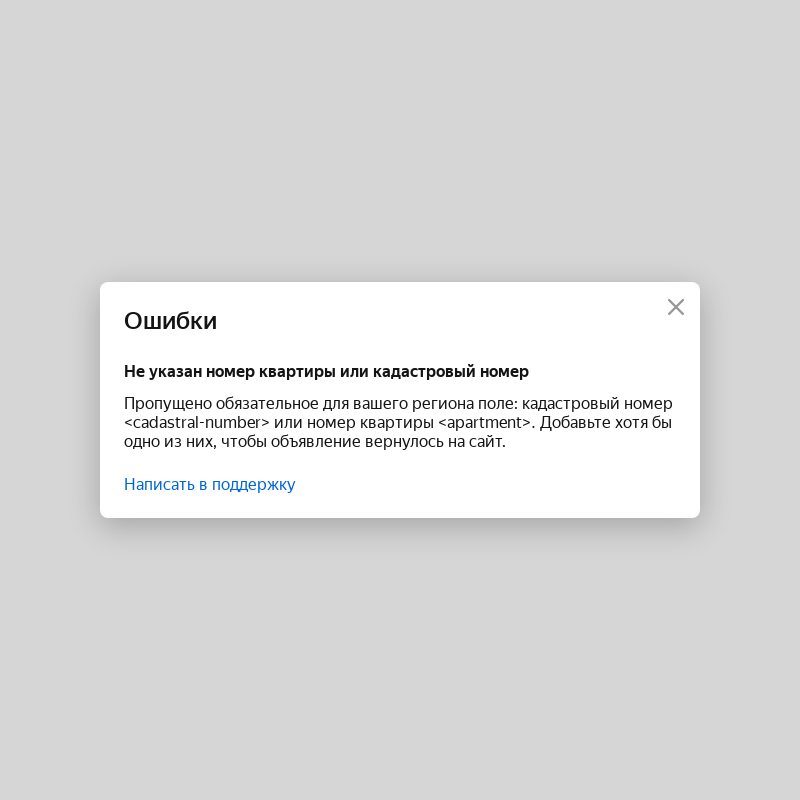 Ошибки
Не указан номер квартиры или кадастровый номер
Пропущено обязательное для вашего региона поле: кадастровый номер
<cadastral-number> или номер квартиры <apartment>. Добавьте хотя бы
одно из них, чтобы объявление вернулось на сайт.
Написать в поддержку